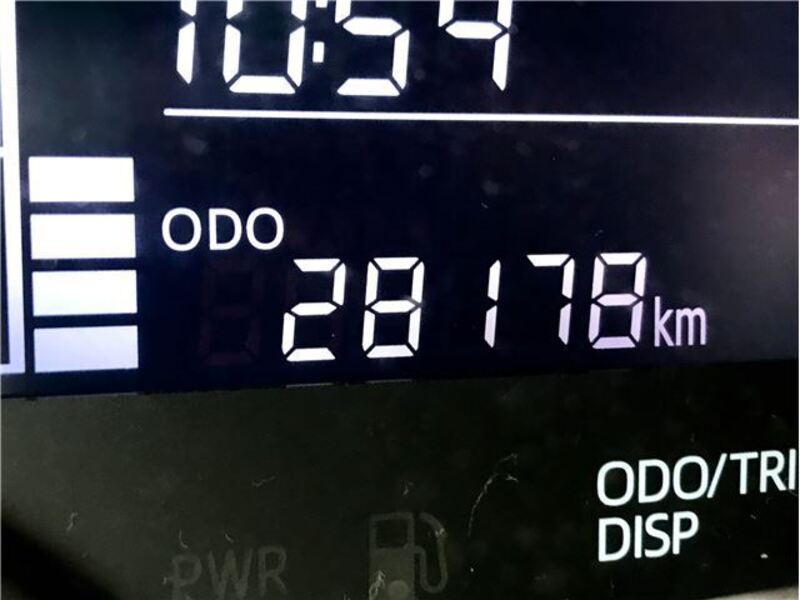 10:54
ODO
28178 km
ODO/TRI
DISP
PWR